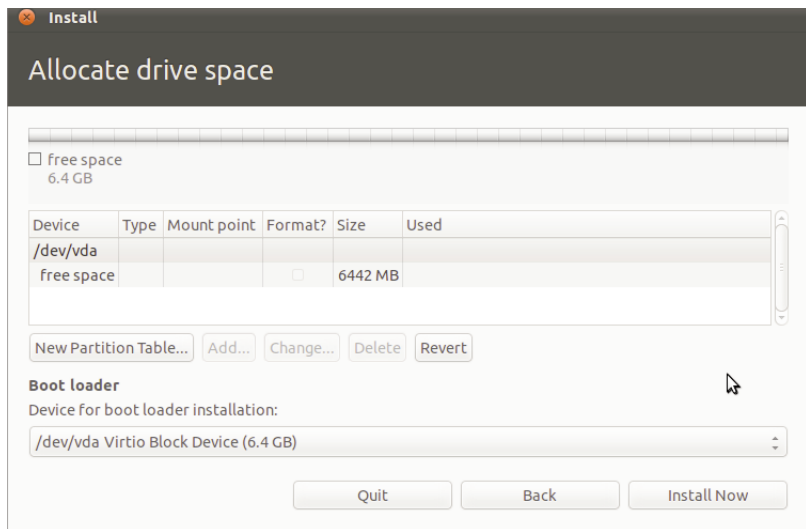 Install
Allocate drive space
free space
6.4 GB
Device Type Mount point Format? Size Used
/dev/vda
free space 6442 MB
New Partition Table... Add... Change... Delete Revert
Boot loader
Device for boot loader installation:
/dev/vda Virtio Block Device (6.4 GB)
Quit Back Install Now